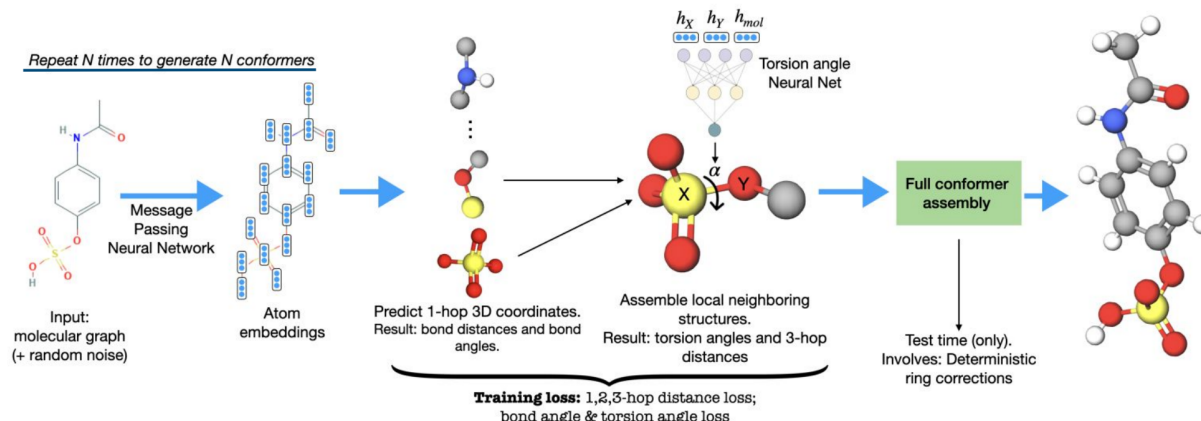 Repeat N times to generate N conformers
H
N
O
O
O
S
O
H
O
Message
Passing
Neural Network
Input:
molecular graph
(+ random noise)
Atom
embeddings
Predict 1-hop 3D coordinates.
Result: bond distances and bond
angles.
h_X h_Y h_mol
Torsion angle
Neural Net
α
X
Y
Assemble local neighboring
structures.
Result: torsion angles and 3-hop
distances
Training loss: 1,2,3-hop distance loss;
bond angle & torsion angle loss
Full conformer
assembly
Test time (only).
Involves: Deterministic
ring corrections